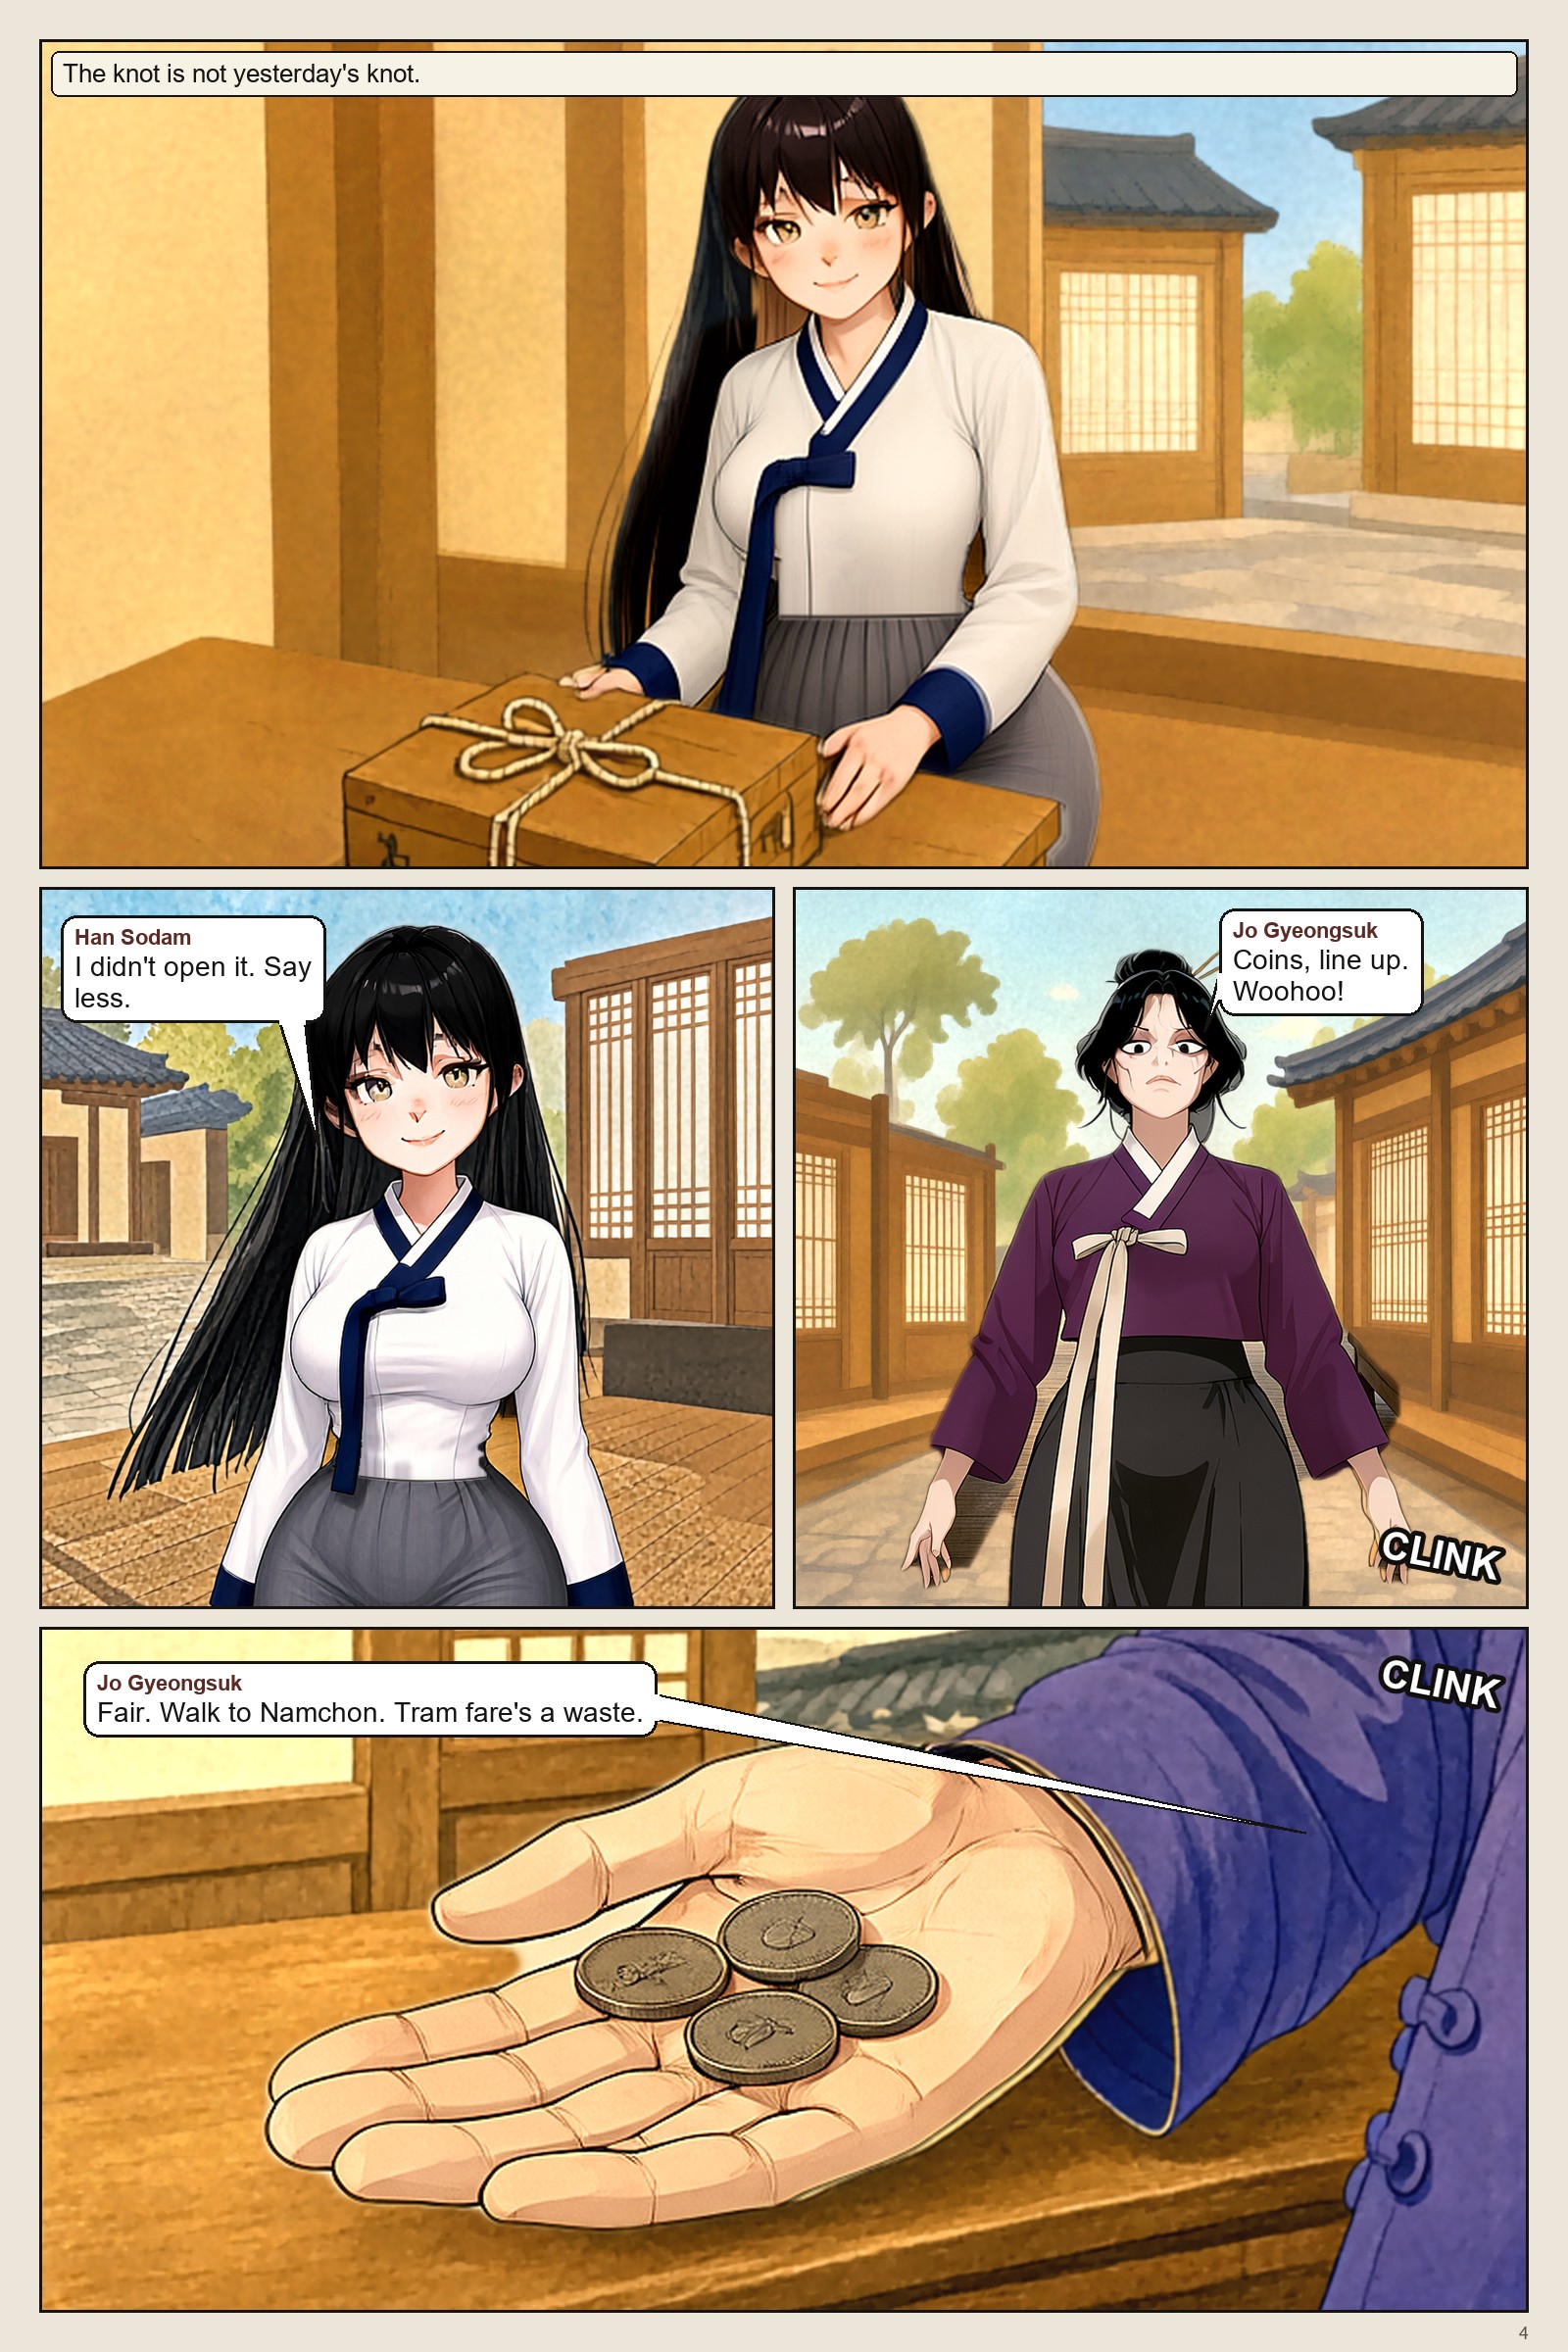 The knot is not yesterday's knot.
Han Sodam
I didn't open it. Say
less.
Jo Gyeongsuk
Coins, line up.
Woohoo!
CLINK
Jo Gyeongsuk
Fair. Walk to Namchon. Tram fare's a waste.
CLINK
4